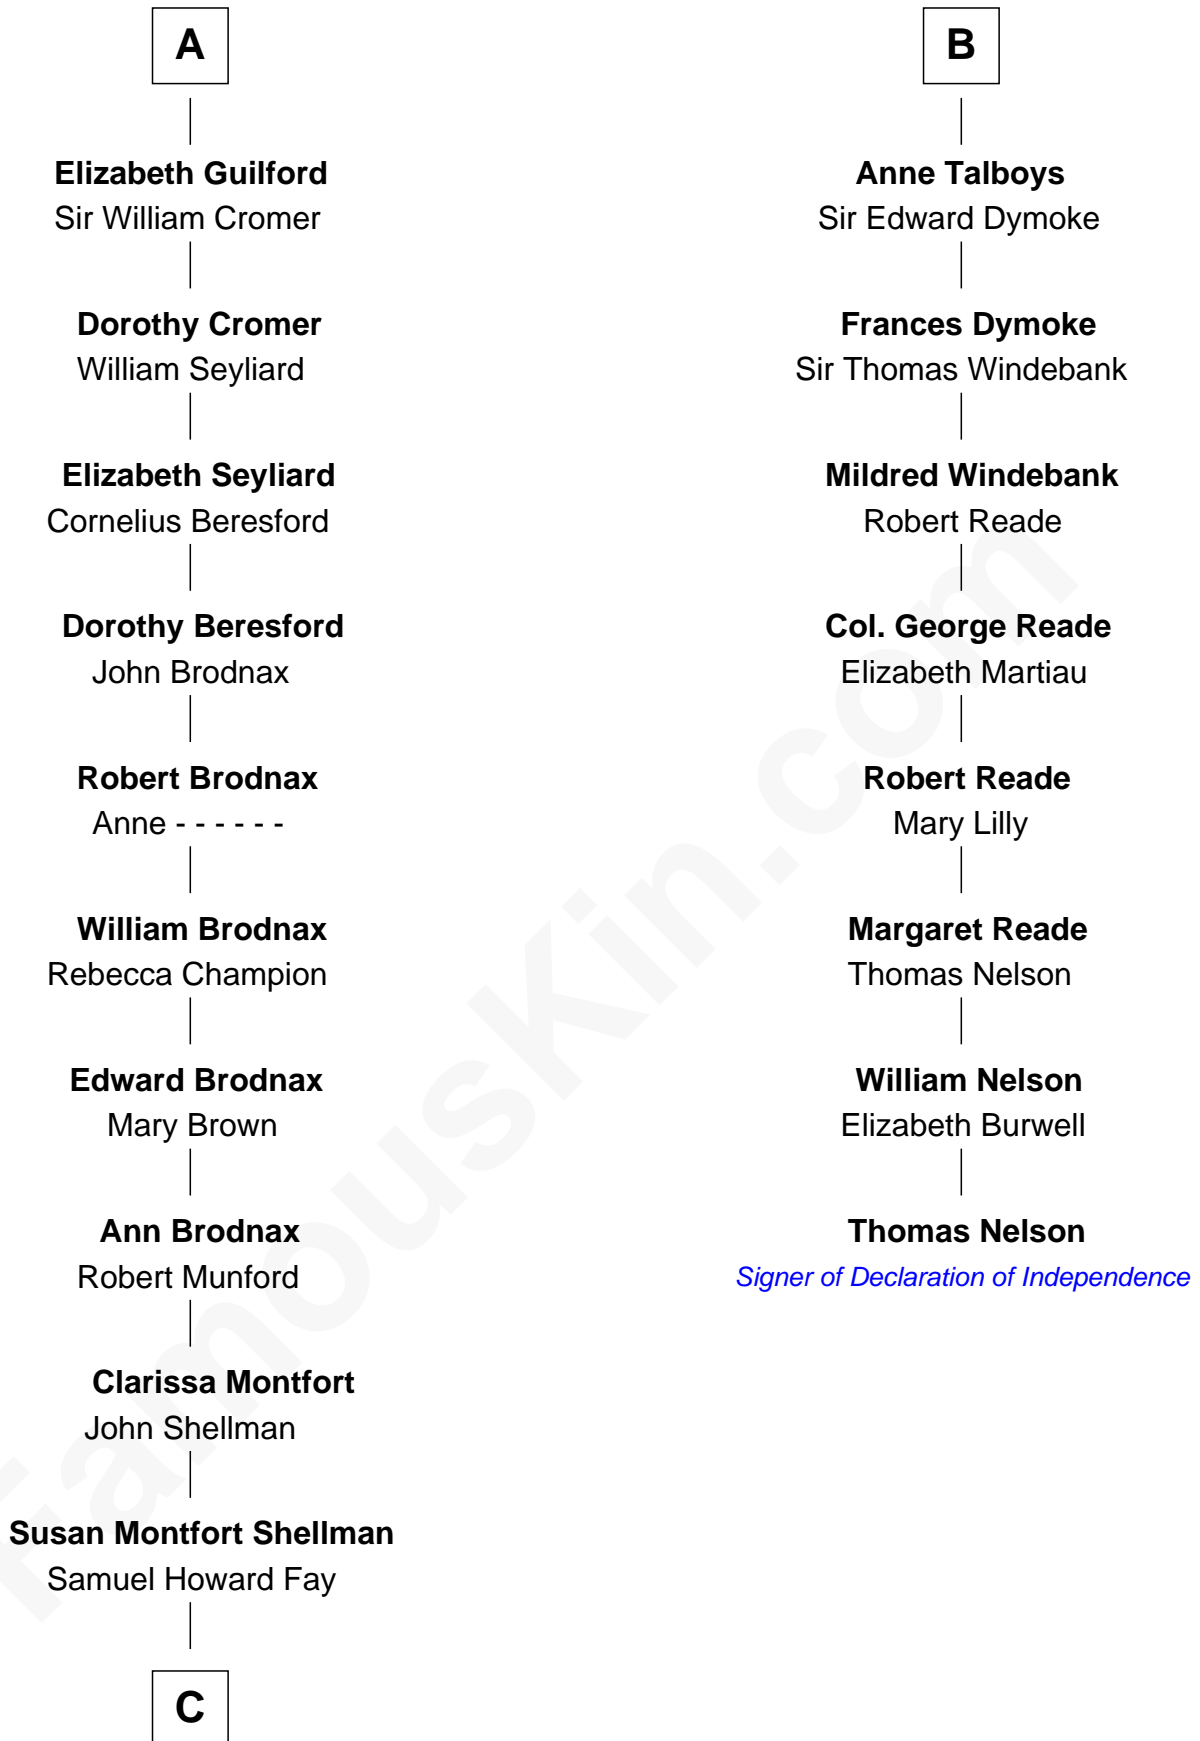 A
Elizabeth Guilford
Sir William Cromer
Dorothy Cromer
William Seyliard
Elizabeth Seyliard
Cornelius Beresford
Dorothy Beresford
John Brodnax
Robert Brodnax
Anne - - - - - -
William Brodnax
Rebecca Champion
Edward Brodnax
Mary Brown
Ann Brodnax
Robert Munford
Clarissa Montfort
John Shellman
Susan Montfort Shellman
Samuel Howard Fay
C
B
Anne Talboys
Sir Edward Dymoke
Frances Dymoke
Sir Thomas Windebank
Mildred Windebank
Robert Reade
Col. George Reade
Elizabeth Martiau
Robert Reade
Mary Lilly
Margaret Reade
Thomas Nelson
William Nelson
Elizabeth Burwell
Thomas Nelson
Signer of Declaration of Independence
FamousKin.com